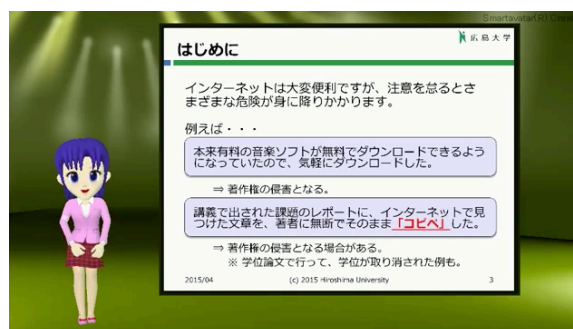 Smartavatar(R) Creat
広島大学
はじめに
インターネットは大変便利ですが、注意を怠るとさ
まざまな危険が身に降りかかります。
例えば・・・
本来有料の音楽ソフトが無料でダウンロードできるよう
になっていたので、気軽にダウンロードした。
⇒ 著作権の侵害となる。
講義で出された課題のレポートに、インターネットで見
つけた文章を、著者に無断でそのまま「コピペ」した。
⇒ 著作権の侵害となる場合がある。
※ 学位論文で行って、学位が取り消された例も。
2015/04 (c) 2015 Hiroshima University 3